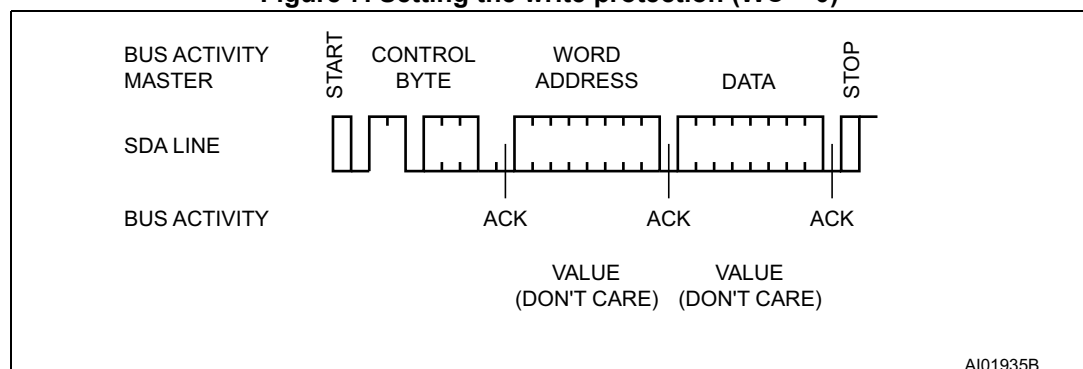 BUS ACTIVITY
MASTER
START
CONTROL
BYTE
WORD
ADDRESS
DATA
STOP
SDA LINE
BUS ACTIVITY
ACK
ACK
ACK
VALUE
(DON'T CARE)
VALUE
(DON'T CARE)
AI01935B